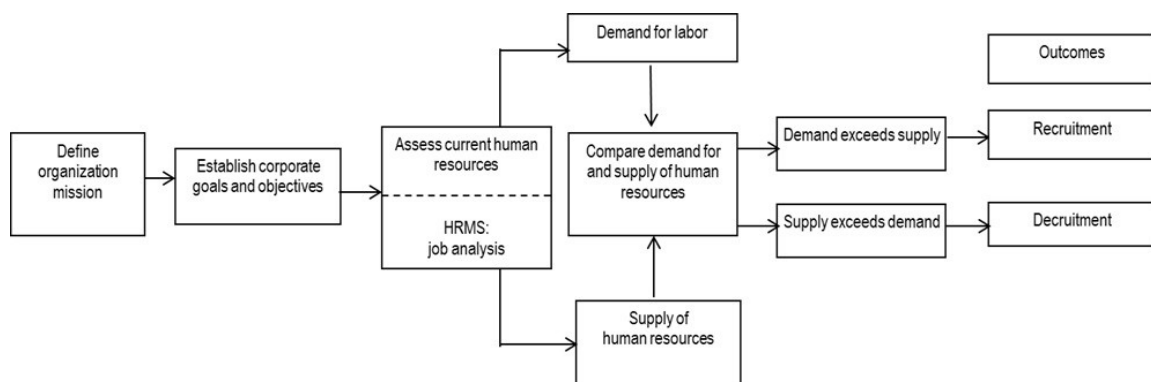 Define
organization
mission
Establish corporate
goals and objectives
Assess current human
resources
HRMS:
job analysis
Demand for labor
Compare demand for
and supply of human
resources
Supply of
human resources
Demand exceeds supply
Supply exceeds demand
Outcomes
Recruitment
Decruitment